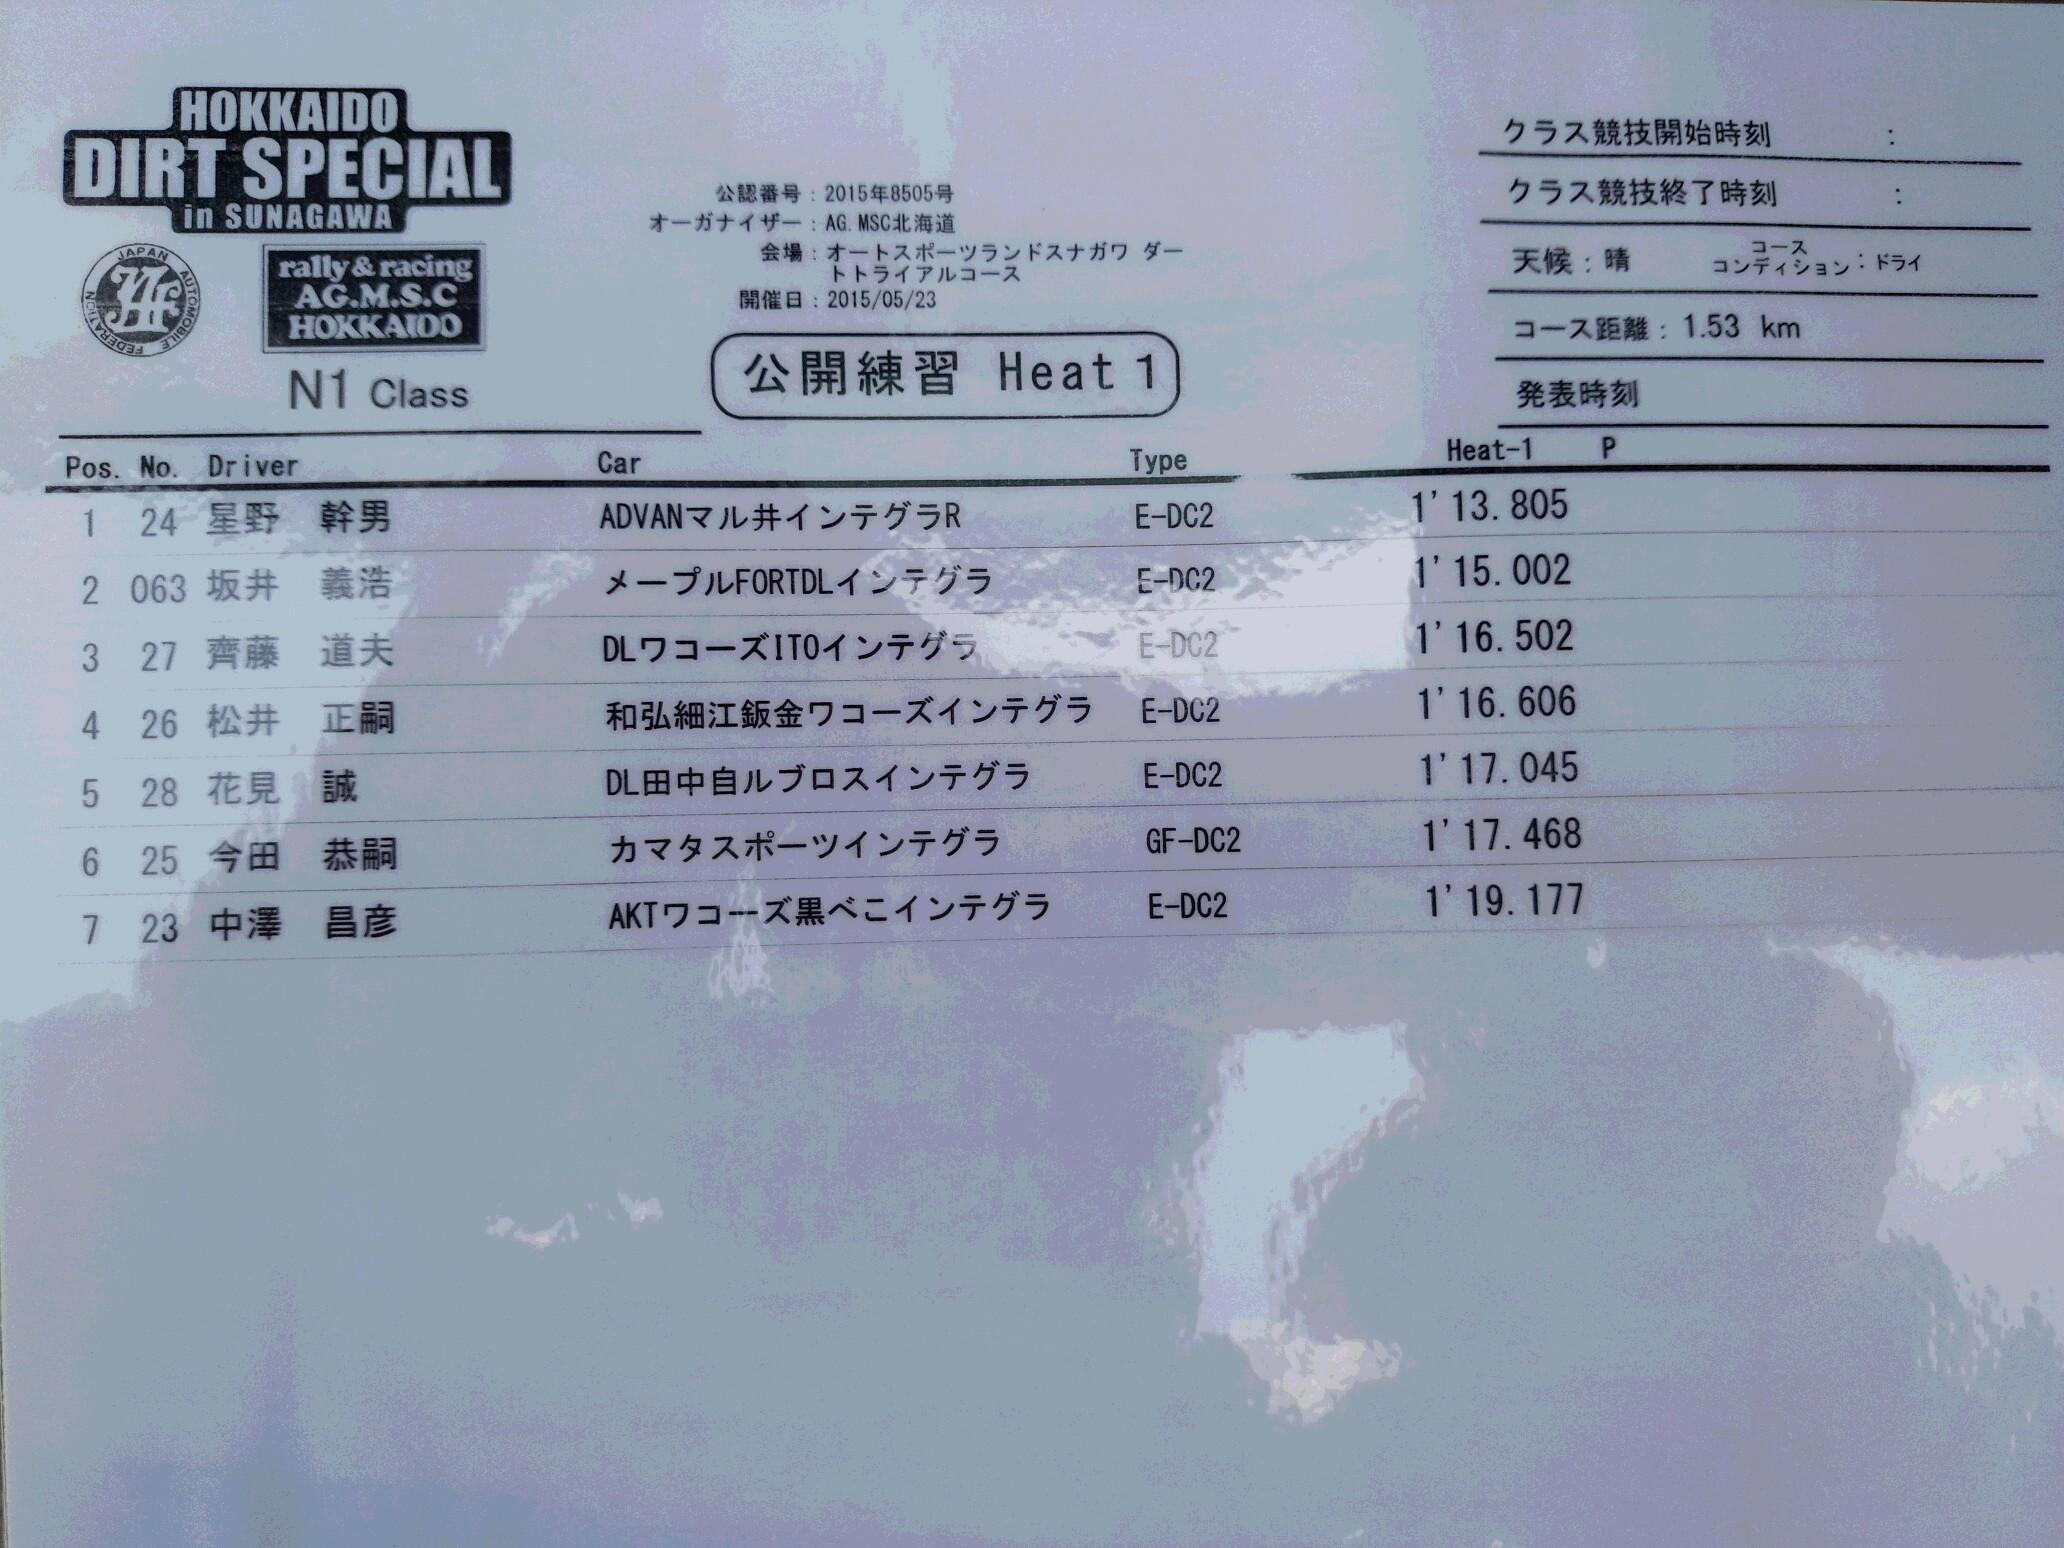 HOKKAIDO
DIRT SPECIAL
in SUNAGAWA
JAPAN AUTOMOBILE FEDERATION
JAF
rally & racing
AG.M.S.C
HOKKAIDO
N1 Class
公認番号：2015年8505号
オーガナイザー：AG.MSC北海道
会場：オートスポーツランドスナガワ ダー
トトライアルコース
開催日：2015/05/23
公開練習 Heat 1
クラス競技開始時刻 ：
クラス競技終了時刻 ：
天候：晴 コース コンディション：ドライ
コース距離：1.53 km
発表時刻
Pos. No. Driver Car Type Heat-1 P
1 24 星野 幹男 ADVANマル井インテグラR E-DC2 1'13.805
2 063 坂井 義浩 メープルFORTDLインテグラ E-DC2 1'15.002
3 27 齊藤 道夫 DLワコーズITOインテグラ E-DC2 1'16.502
4 26 松井 正嗣 和弘細江鈑金ワコーズインテグラ E-DC2 1'16.606
5 28 花見 誠 DL田中自ルブロスインテグラ E-DC2 1'17.045
6 25 今田 恭嗣 カマタスポーツインテグラ GF-DC2 1'17.468
7 23 中澤 昌彦 AKTワコーズ黒べこインテグラ E-DC2 1'19.177